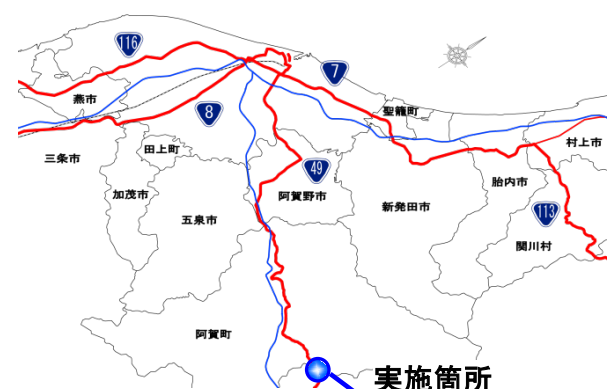 116
7
燕市
8
聖籠町
三条市
田上町
村上市
加茂市
49
阿賀野市
胎内市
五泉市
新発田市
113
関川村
阿賀町
実施箇所